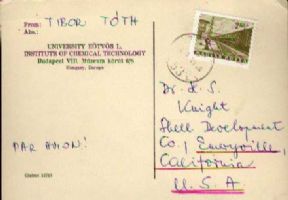 From: TIBOR TÓTH
Abs.:
UNIVERSITY EÖTVÖS L.
INSTITUTE OF CHEMICAL TECHNOLOGY
Budapest VIII. Múzeum körút 6/8
Hungary, Europe
PAR AVION!
Dr. J. S.
Knight
Shell Development
Co., Emeryville,
California
U. S. A